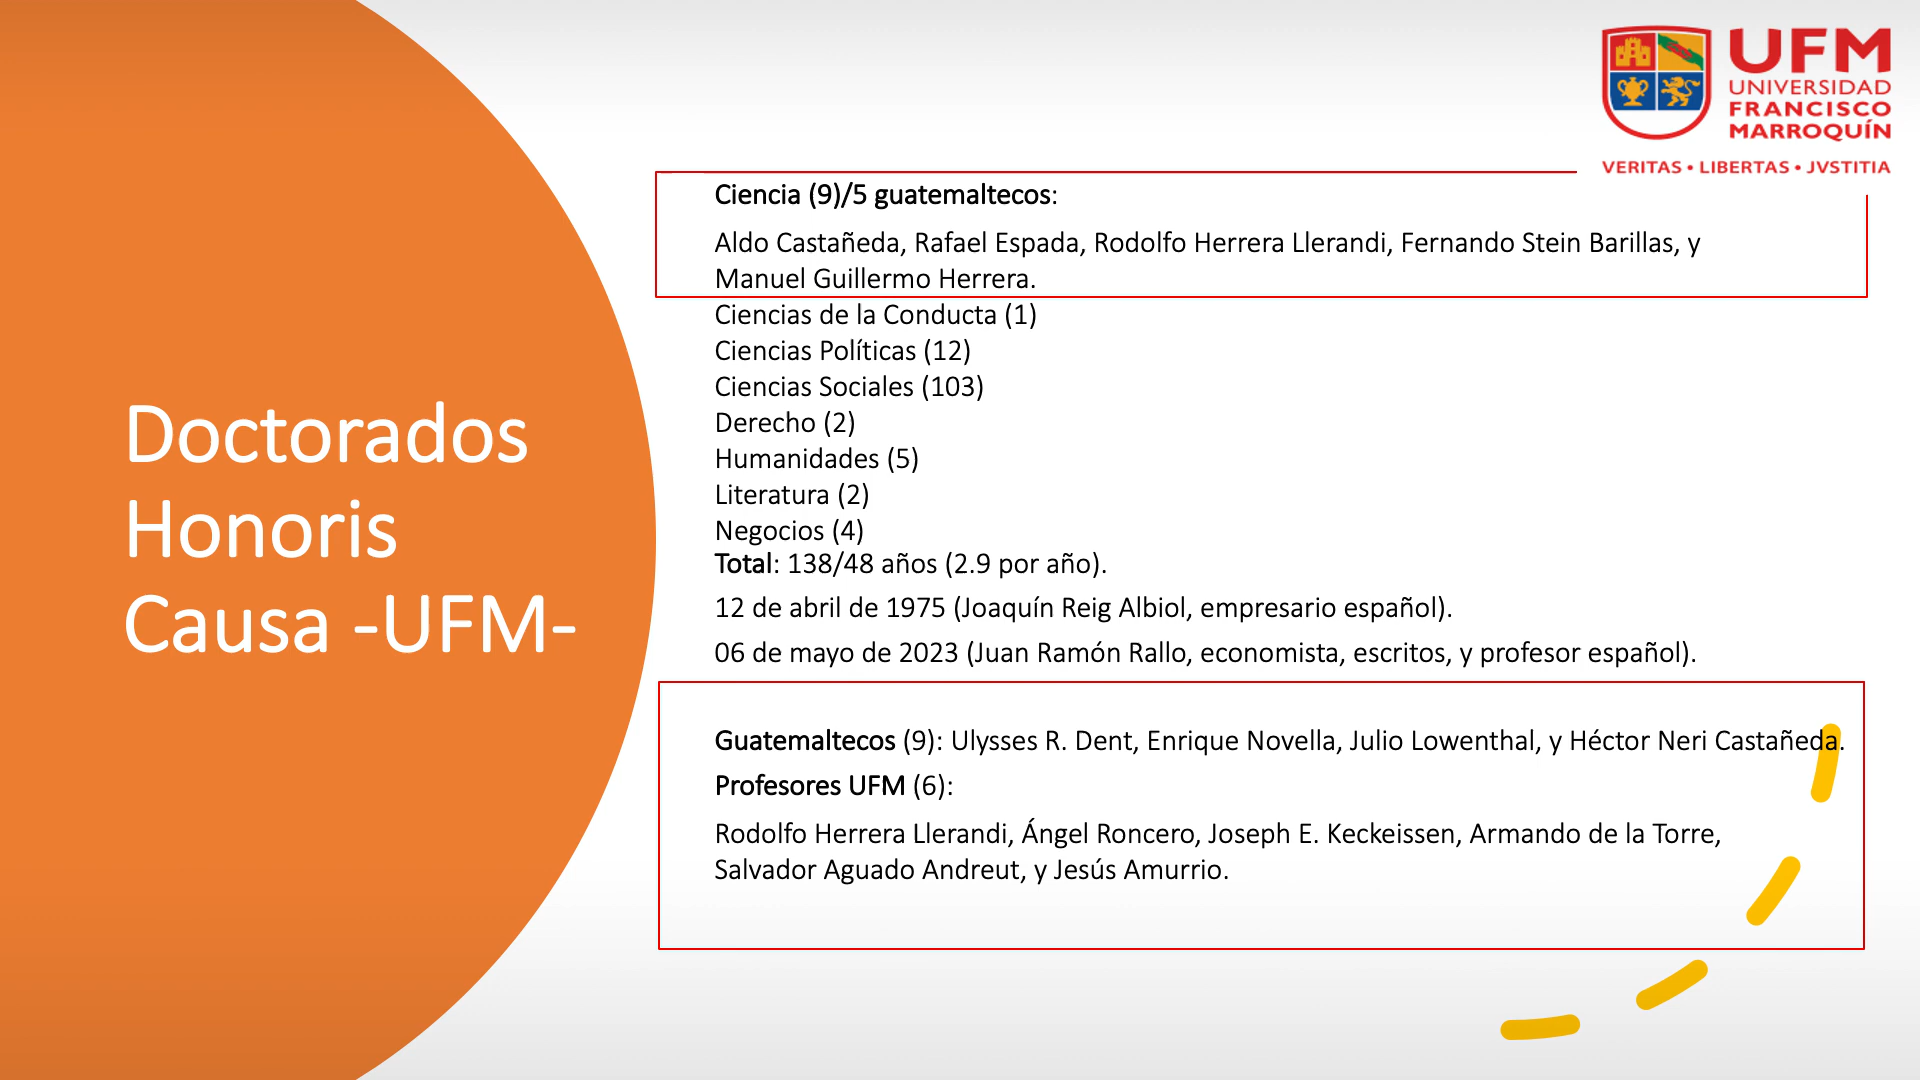 UFM
UNIVERSIDAD
FRANCISCO
MARROQUÍN
VERITAS • LIBERTAS • JVSTITIA
Doctorados
Honoris
Causa -UFM-
Ciencia (9)/5 guatemaltecos:
Aldo Castañeda, Rafael Espada, Rodolfo Herrera Llerandi, Fernando Stein Barillas, y
Manuel Guillermo Herrera.
Ciencias de la Conducta (1)
Ciencias Políticas (12)
Ciencias Sociales (103)
Derecho (2)
Humanidades (5)
Literatura (2)
Negocios (4)
Total: 138/48 años (2.9 por año).
12 de abril de 1975 (Joaquín Reig Albiol, empresario español).
06 de mayo de 2023 (Juan Ramón Rallo, economista, escritos, y profesor español).
Guatemaltecos (9): Ulysses R. Dent, Enrique Novella, Julio Lowenthal, y Héctor Neri Castañeda.
Profesores UFM (6):
Rodolfo Herrera Llerandi, Ángel Roncero, Joseph E. Keckeissen, Armando de la Torre,
Salvador Aguado Andreut, y Jesús Amurrio.